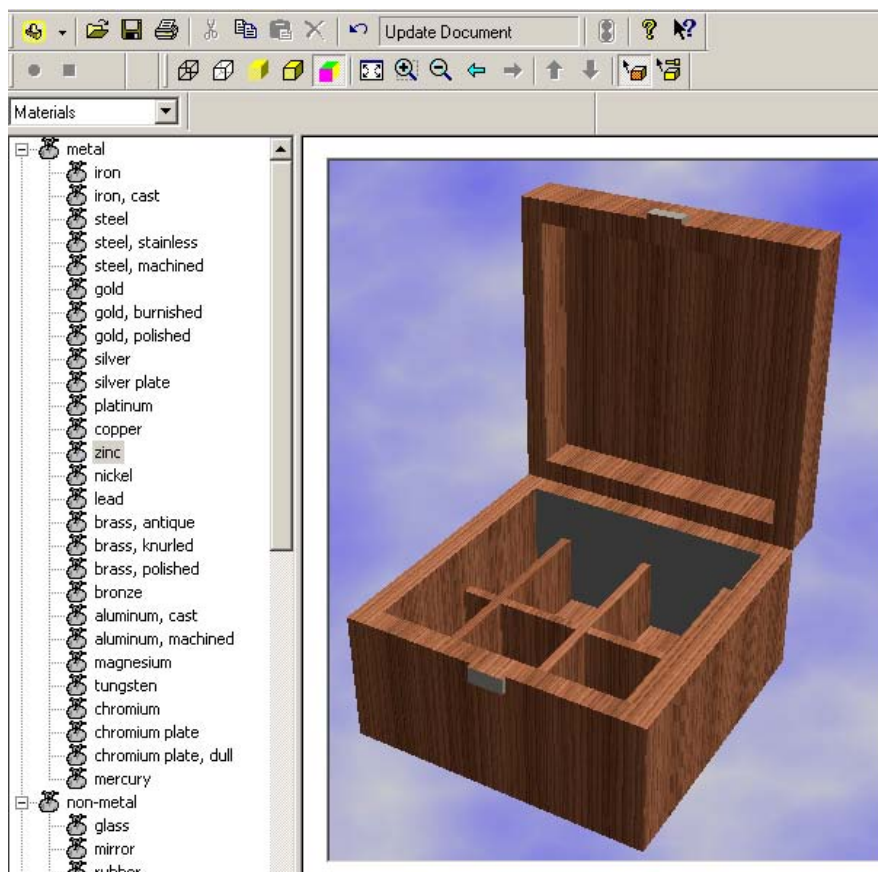 Update Document
Materials
metal
iron
iron, cast
steel
steel, stainless
steel, machined
gold
gold, burnished
gold, polished
silver
silver plate
platinum
copper
zinc
nickel
lead
brass, antique
brass, knurled
brass, polished
bronze
aluminum, cast
aluminum, machined
magnesium
tungsten
chromium
chromium plate
chromium plate, dull
mercury
non-metal
glass
mirror
rubber